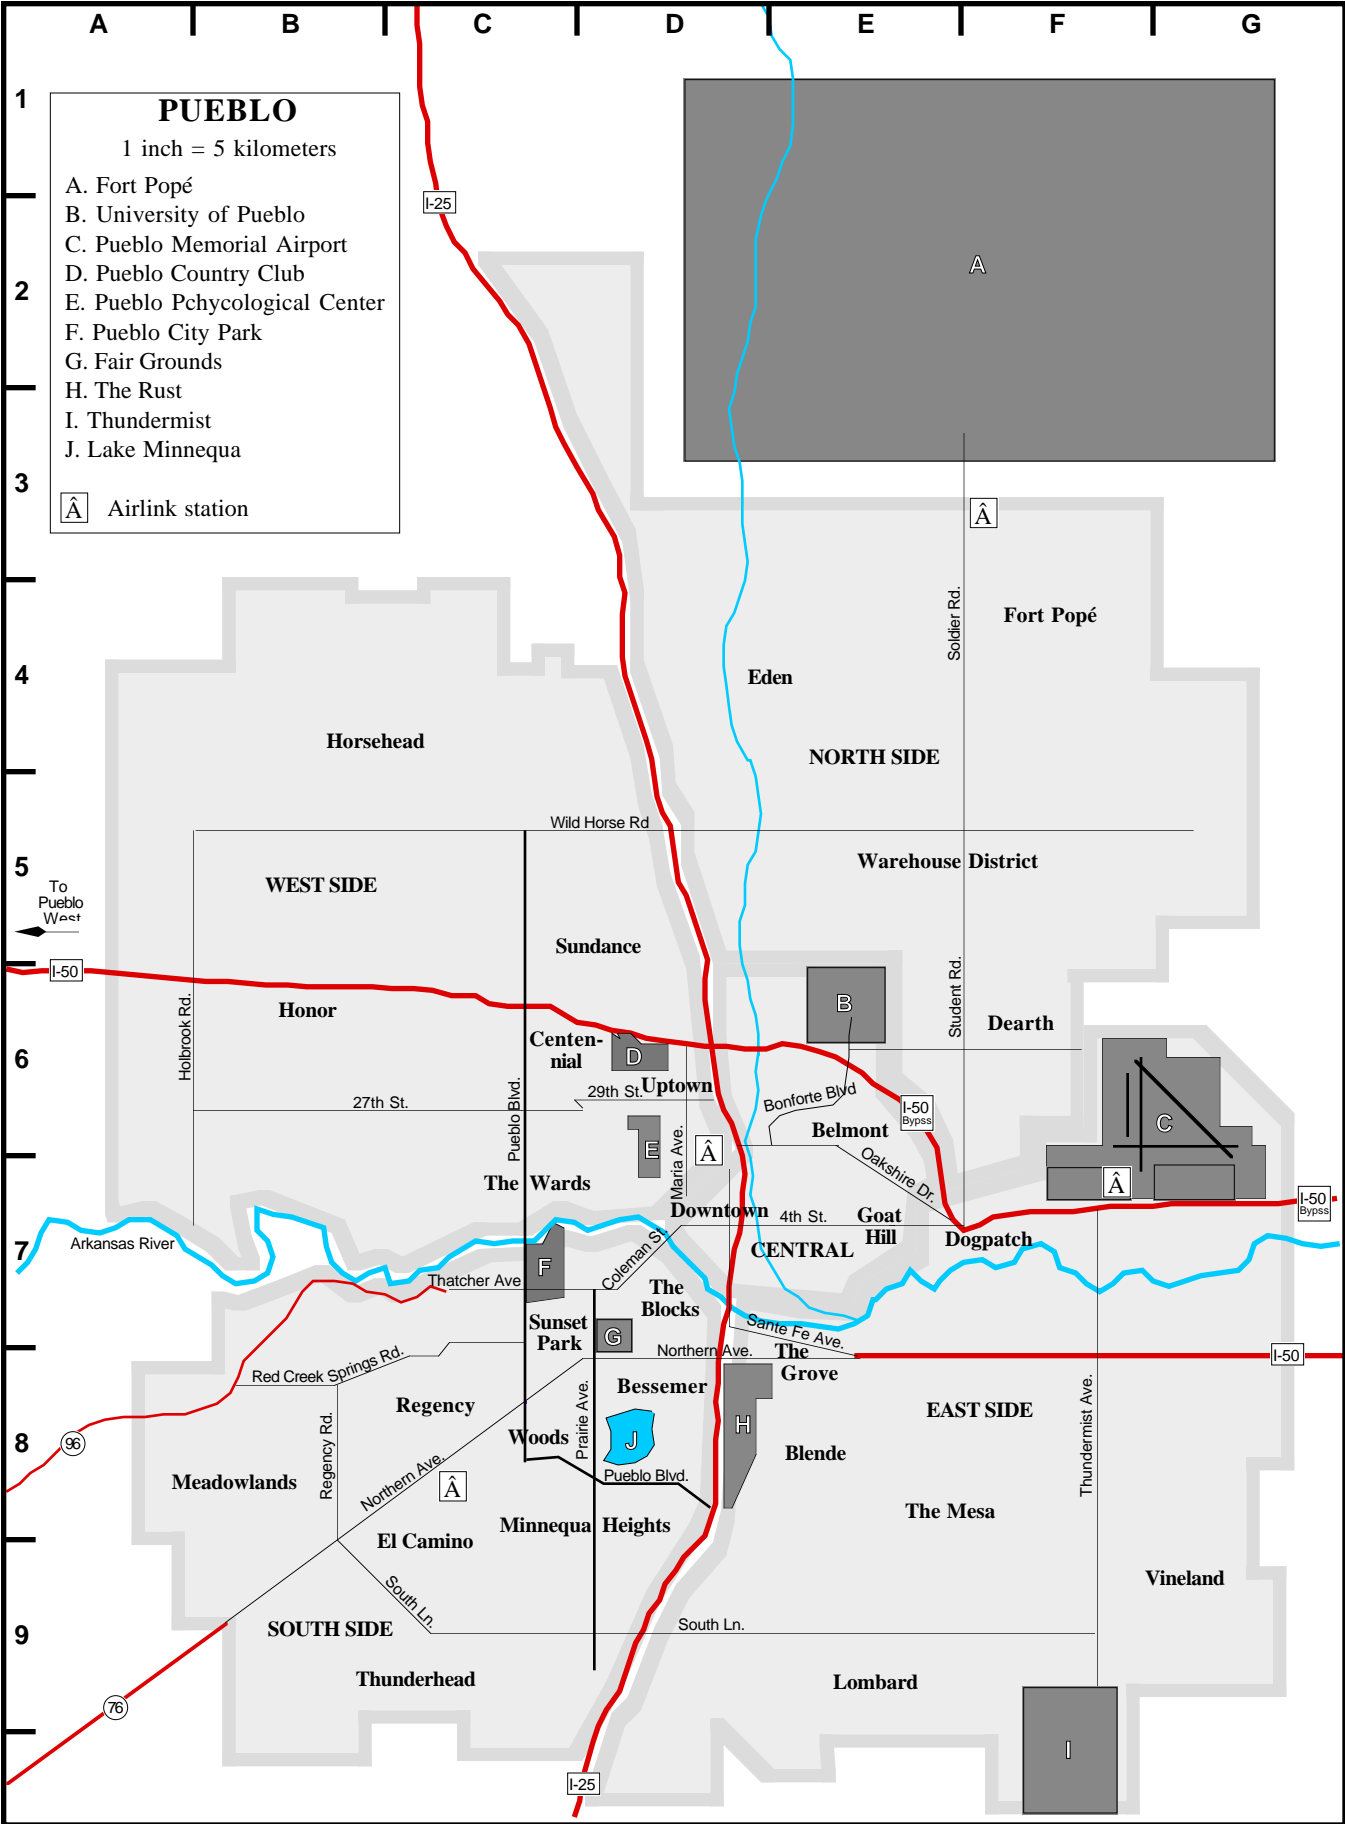 A B C D E F G
1
PUEBLO
1 inch = 5 kilometers
A. Fort Popé
B. University of Pueblo
C. Pueblo Memorial Airport
D. Pueblo Country Club
E. Pueblo Pchycological Center
F. Pueblo City Park
G. Fair Grounds
H. The Rust
I. Thundermist
J. Lake Minnequa
Â Airlink station
I-25
2
A
3
Â
Soldier Rd.
Fort Popé
4
Eden
Horsehead
NORTH SIDE
Wild Horse Rd
5
Warehouse District
To
Pueblo
West
WEST SIDE
Sundance
I-50
Honor
Holbrook Rd.
B
Student Rd.
Dearth
6
Centen-
nial
D
Uptown
29th St.
27th St.
Pueblo Blvd.
Bonforte Blvd
I-50
Bypss
Belmont
C
E
Maria Ave.
Â
Oakshire Dr.
The Wards
Â
I-50
Bypss
Downtown
4th St.
Goat
Hill
Dogpatch
7
Arkansas River
CENTRAL
F
Coleman St.
Thatcher Ave
The
Blocks
Sunset
Park
G
Sante Fe Ave.
Northern Ave.
The
Grove
I-50
Red Creek Springs Rd.
Bessemer
Regency
Prairie Ave.
EAST SIDE
Thundermist Ave.
8
96
Regency Rd.
Woods
J
H
Blende
Meadowlands
Northern Ave.
Â
Pueblo Blvd.
The Mesa
Minnequa Heights
El Camino
Vineland
South Ln.
9
SOUTH SIDE
South Ln.
Thunderhead
Lombard
76
I
I-25